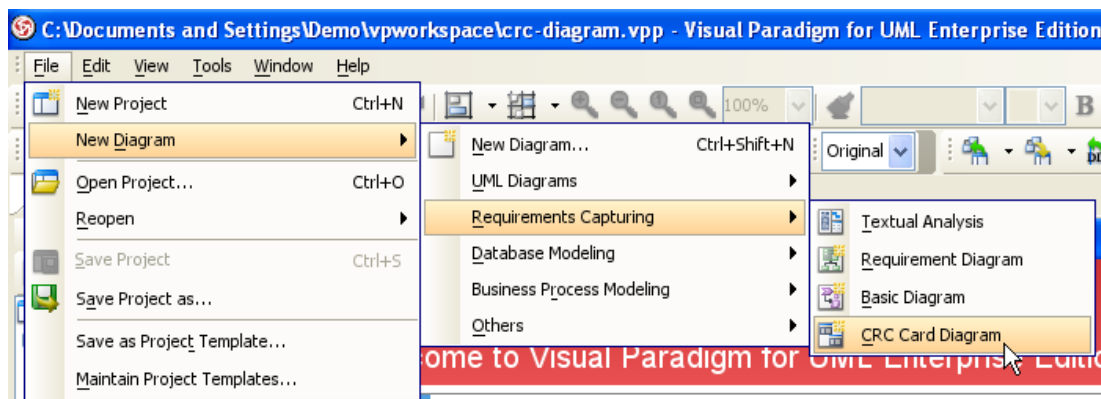 C:\Documents and Settings\Demo\vpworkspace\crc-diagram.vpp - Visual Paradigm for UML Enterprise Edition
File Edit View Tools Window Help
New Project Ctrl+N
100% B
New Diagram
New Diagram... Ctrl+Shift+N
Original
Open Project... Ctrl+O
UML Diagrams
Reopen
Requirements Capturing
Textual Analysis
Save Project Ctrl+S
Database Modeling
Requirement Diagram
Save Project as...
Business Process Modeling
Basic Diagram
Save as Project Template...
Others
CRC Card Diagram
ome to Visual Paradigm for UML Enterprise Editio
Maintain Project Templates...